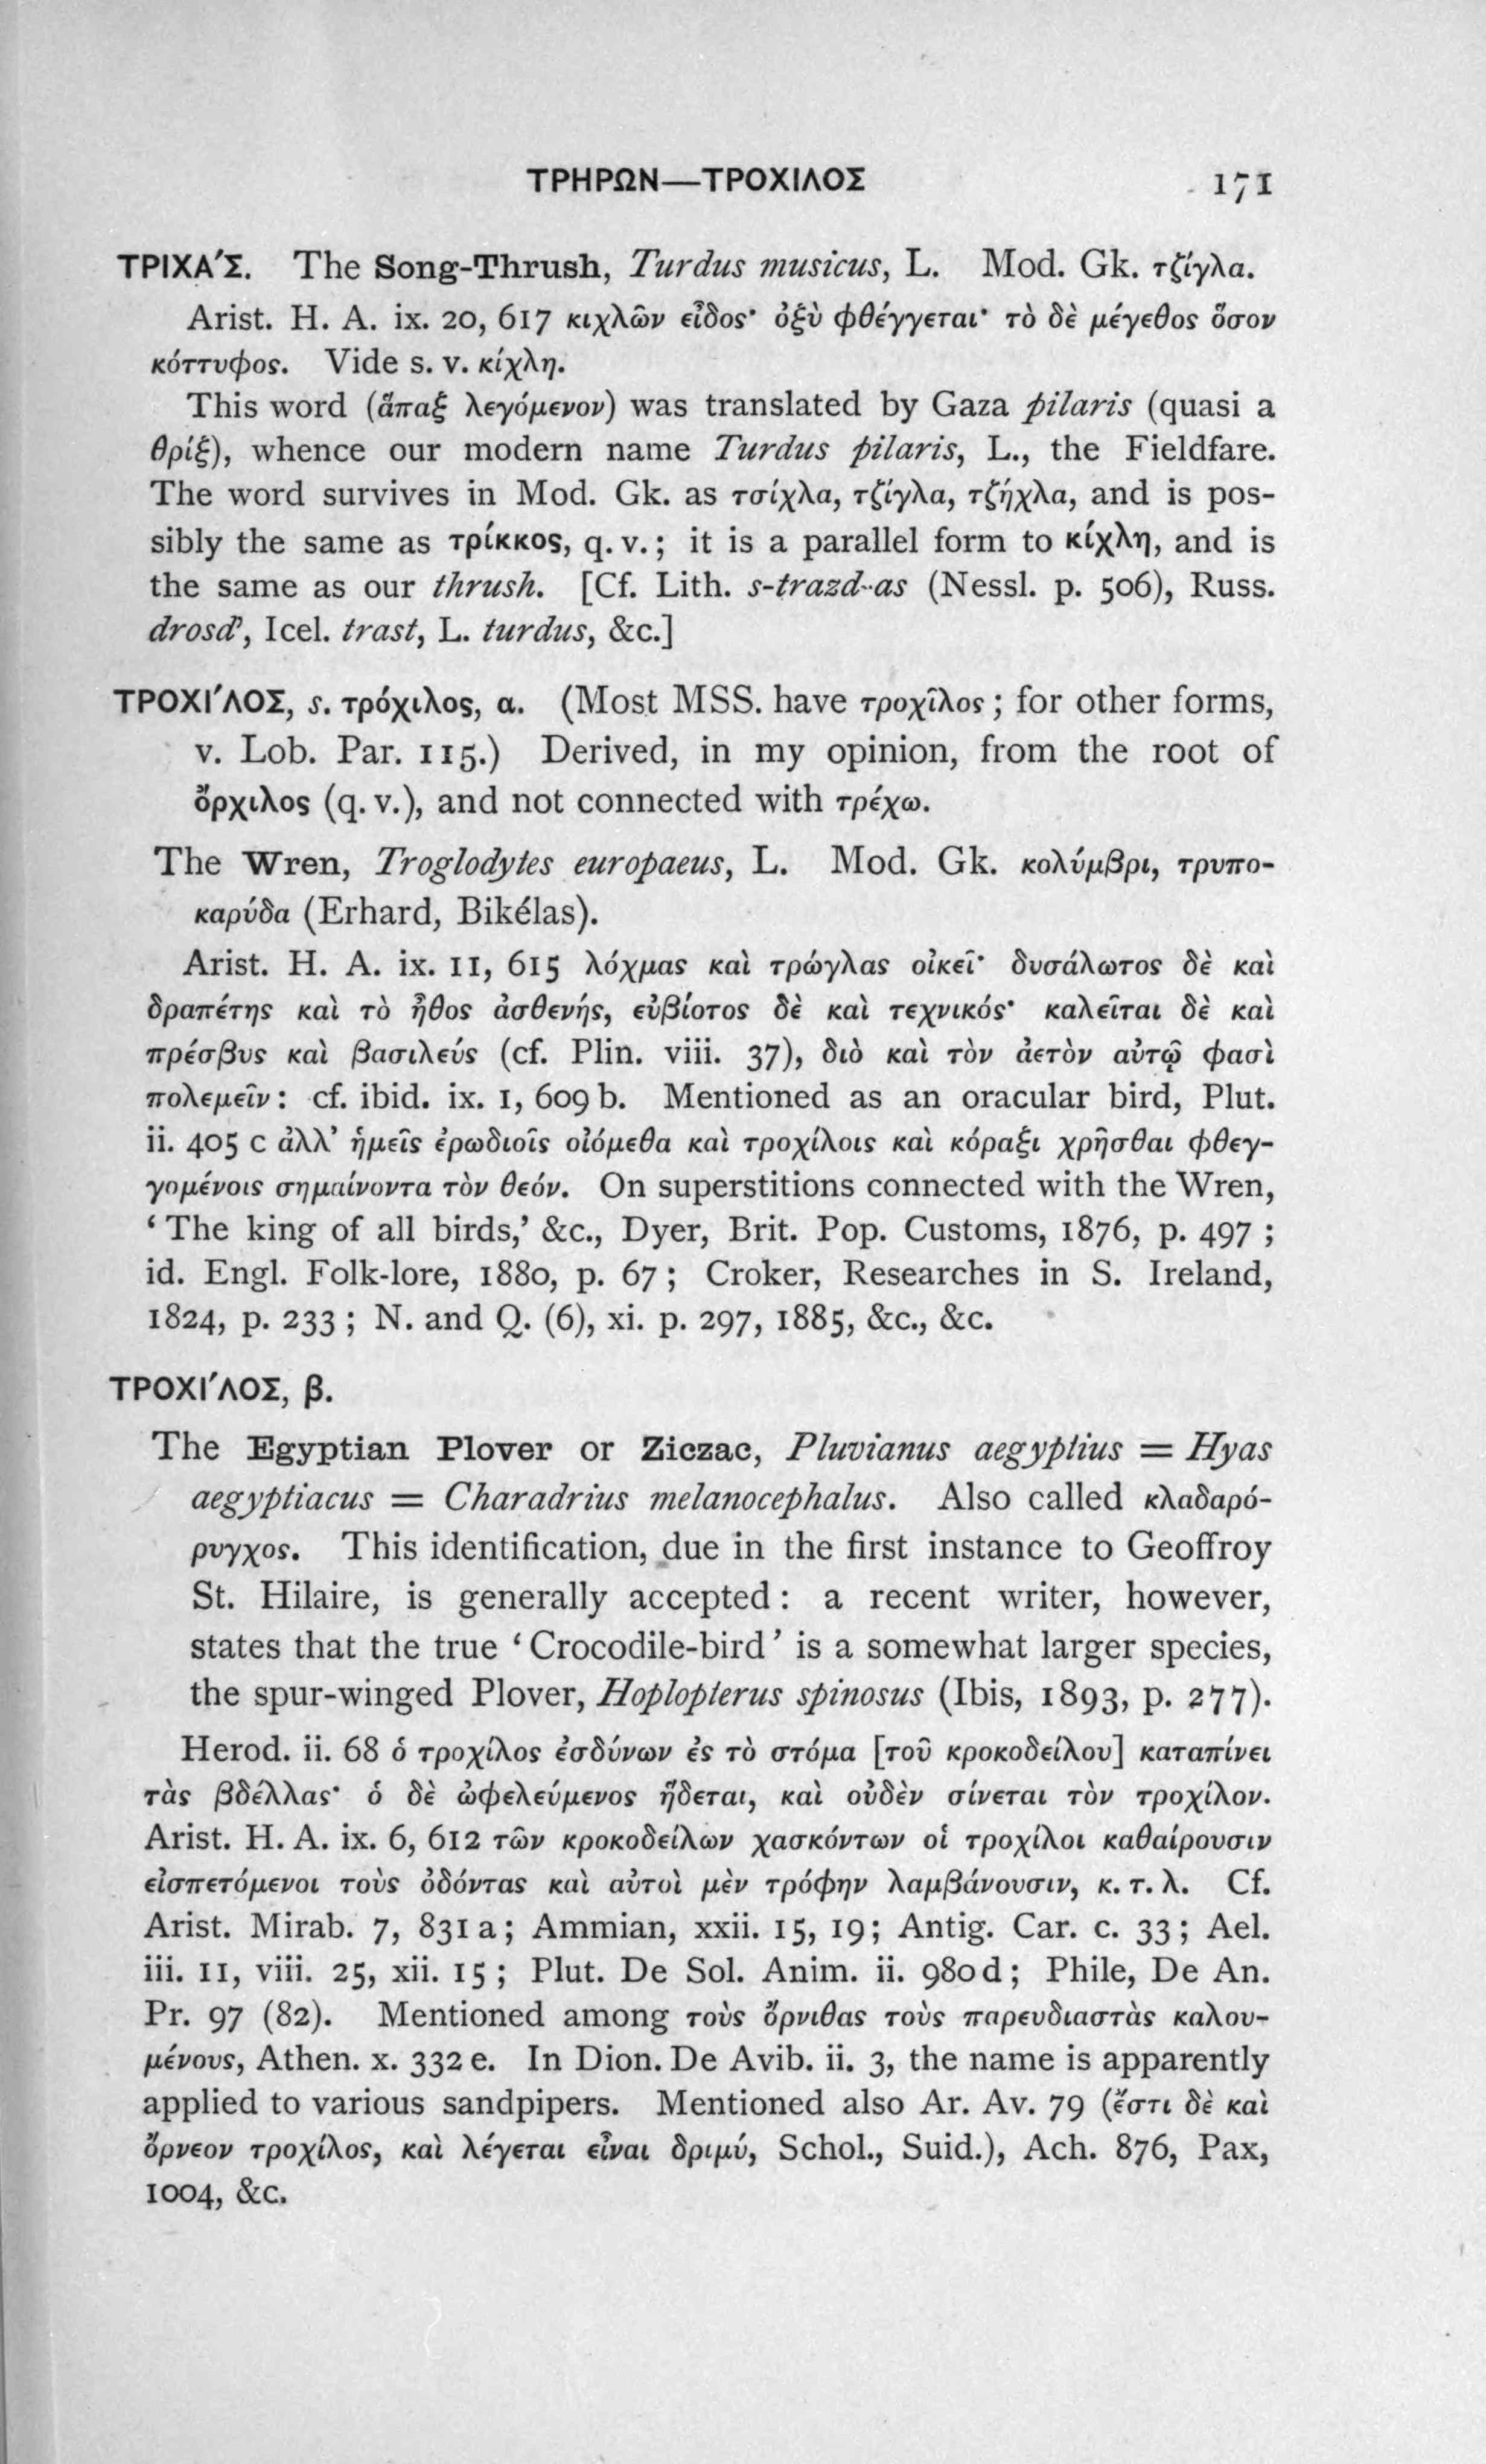 ΤΡΗΡΩΝ—ΤΡΟΧΙΛΟΣ 171
ΤΡΙΧΑ´Σ. The Song-Thrush, Turdus musicus, L. Mod. Gk. τζίγλα.
Arist. H. A. ix. 20, 617 κιχλῶν εἶδος· ὀξὺ φθέγγεται· τὸ δὲ μέγεθος ὅσον
κόττυφος. Vide s. v. κίχλη.
This word (ἅπαξ λεγόμενον) was translated by Gaza pilaris (quasi a
θρίξ), whence our modern name Turdus pilaris, L., the Fieldfare.
The word survives in Mod. Gk. as τσίχλα, τζίγλα, τζήχλα, and is pos-
sibly the same as τρίκκος, q. v.; it is a parallel form to κίχλη, and is
the same as our thrush. [Cf. Lith. s-trazd-as (Nessl. p. 506), Russ.
drosd’, Icel. trast, L. turdus, &c.]
ΤΡΟΧΙ´ΛΟΣ, s. τρόχιλος, α. (Most MSS. have τροχῖλος; for other forms,
v. Lob. Par. 115.) Derived, in my opinion, from the root of
ὄρχιλος (q. v.), and not connected with τρέχω.
The Wren, Troglodytes europaeus, L. Mod. Gk. κολύμβρι, τρυπο-
καρύδα (Erhard, Bikélas).
Arist. H. A. ix. 11, 615 λόχμας καὶ τρώγλας οἰκεῖ· δυσάλωτος δὲ καὶ
δραπέτης καὶ τὸ ἦθος ἀσθενής, εὐβίοτος δὲ καὶ τεχνικός· καλεῖται δὲ καὶ
πρέσβυς καὶ βασιλεύς (cf. Plin. viii. 37), διὸ καὶ τὸν ἀετὸν αὐτῷ φασὶ
πολεμεῖν: cf. ibid. ix. 1, 609 b. Mentioned as an oracular bird, Plut.
ii. 405 c ἀλλ’ ἡμεῖς ἐρωδιοῖς οἰόμεθα καὶ τροχίλοις καὶ κόραξι χρῆσθαι φθεγ-
γομένοις σημαίνοντα τὸν θεόν. On superstitions connected with the Wren,
‘The king of all birds,’ &c., Dyer, Brit. Pop. Customs, 1876, p. 497;
id. Engl. Folk-lore, 1880, p. 67; Croker, Researches in S. Ireland,
1824, p. 233; N. and Q. (6), xi. p. 297, 1885, &c., &c.
ΤΡΟΧΙ´ΛΟΣ, β.
The Egyptian Plover or Ziczac, Pluvianus aegyptius = Hyas
aegyptiacus = Charadrius melanocephalus. Also called κλαδαρό-
ρυγχος. This identification, due in the first instance to Geoffroy
St. Hilaire, is generally accepted: a recent writer, however,
states that the true ‘Crocodile-bird’ is a somewhat larger species,
the spur-winged Plover, Hoplopterus spinosus (Ibis, 1893, p. 277).
Herod. ii. 68 ὁ τροχίλος ἐσδύνων ἐς τὸ στόμα [τοῦ κροκοδείλου] καταπίνει
τὰς βδέλλας· ὁ δὲ ὠφελεύμενος ἥδεται, καὶ οὐδὲν σίνεται τὸν τροχίλον.
Arist. H. A. ix. 6, 612 τῶν κροκοδείλων χασκόντων οἱ τροχίλοι καθαίρουσιν
εἰσπετόμενοι τοὺς ὀδόντας καὶ αὐτοὶ μὲν τρόφην λαμβάνουσιν, κ. τ. λ. Cf.
Arist. Mirab. 7, 831 a; Ammian, xxii. 15, 19; Antig. Car. c. 33; Ael.
iii. 11, viii. 25, xii. 15; Plut. De Sol. Anim. ii. 980 d; Phile, De An.
Pr. 97 (82). Mentioned among τοὺς ὄρνιθας τοὺς παρευδιαστὰς καλου-
μένους, Athen. x. 332 e. In Dion. De Avib. ii. 3, the name is apparently
applied to various sandpipers. Mentioned also Ar. Av. 79 (ἔστι δὲ καὶ
ὄρνεον τροχίλος, καὶ λέγεται εἶναι δριμύ, Schol., Suid.), Ach. 876, Pax,
1004, &c.